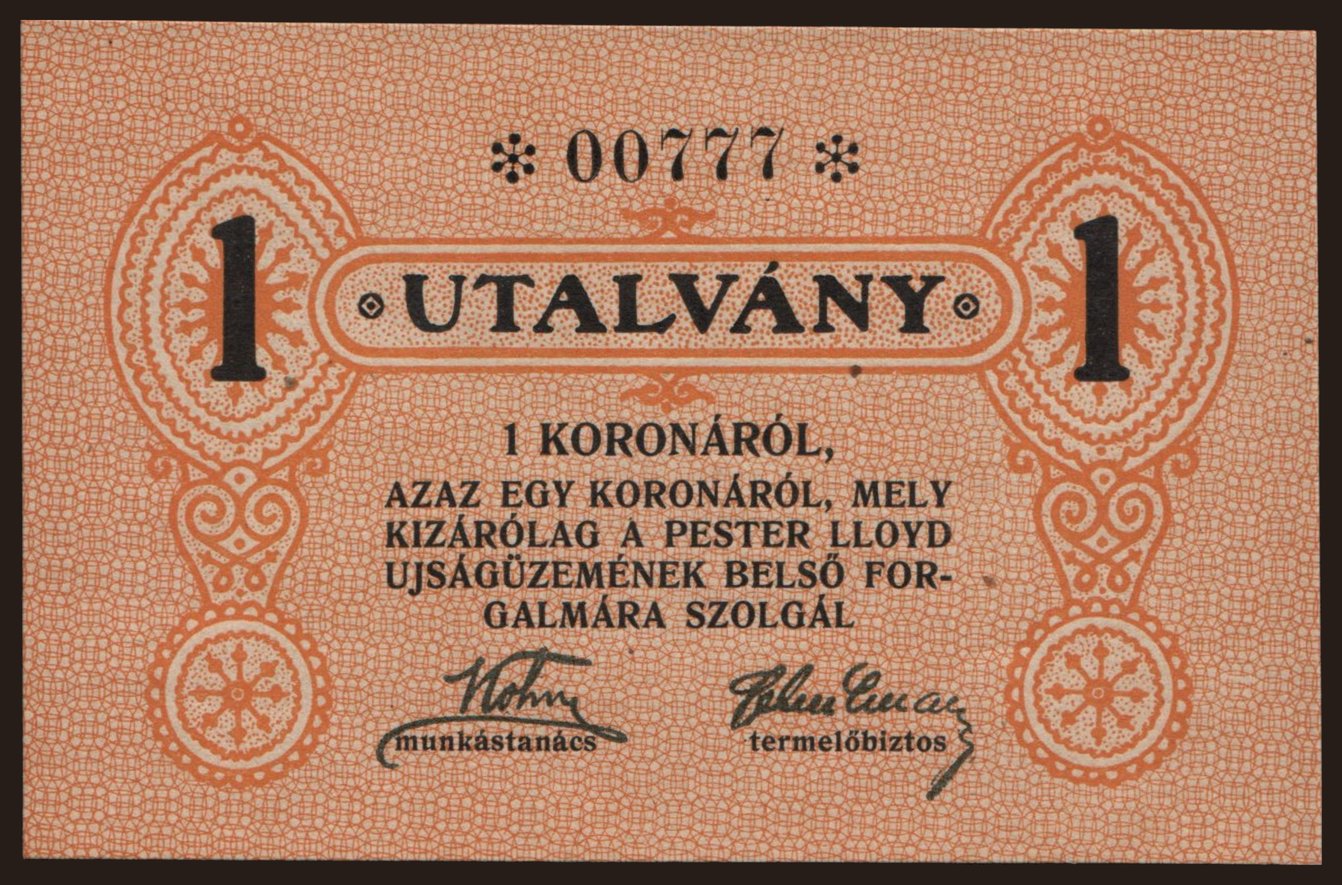 00777
1 UTALVÁNY 1
1 KORONÁRÓL,
AZAZ EGY KORONÁRÓL, MELY
KIZÁRÓLAG A PESTER LLOYD
UJSÁGÜZEMÉNEK BELSŐ FOR-
GALMÁRA SZOLGÁL
munkástanács termelőbiztos